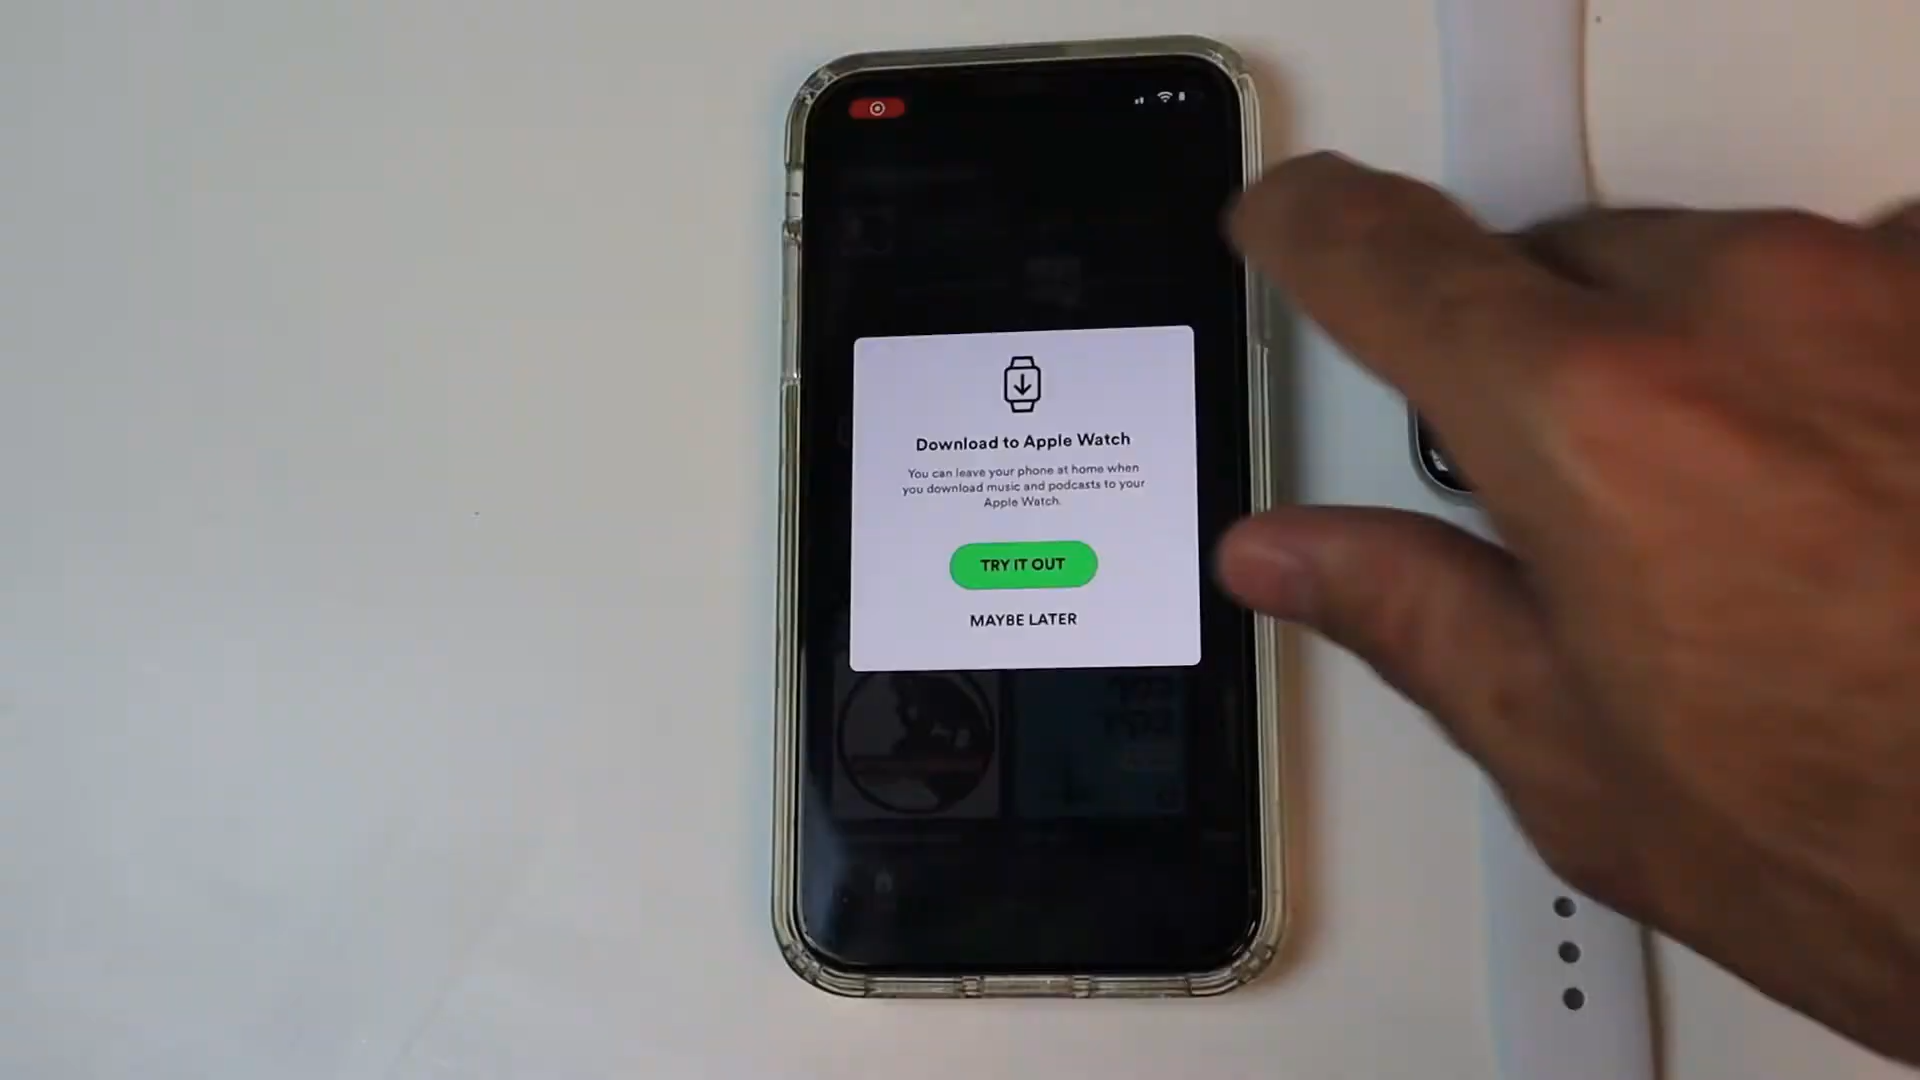 Download to Apple Watch
You can leave your phone at home when
you download music and podcasts to your
Apple Watch.
TRY IT OUT
MAYBE LATER